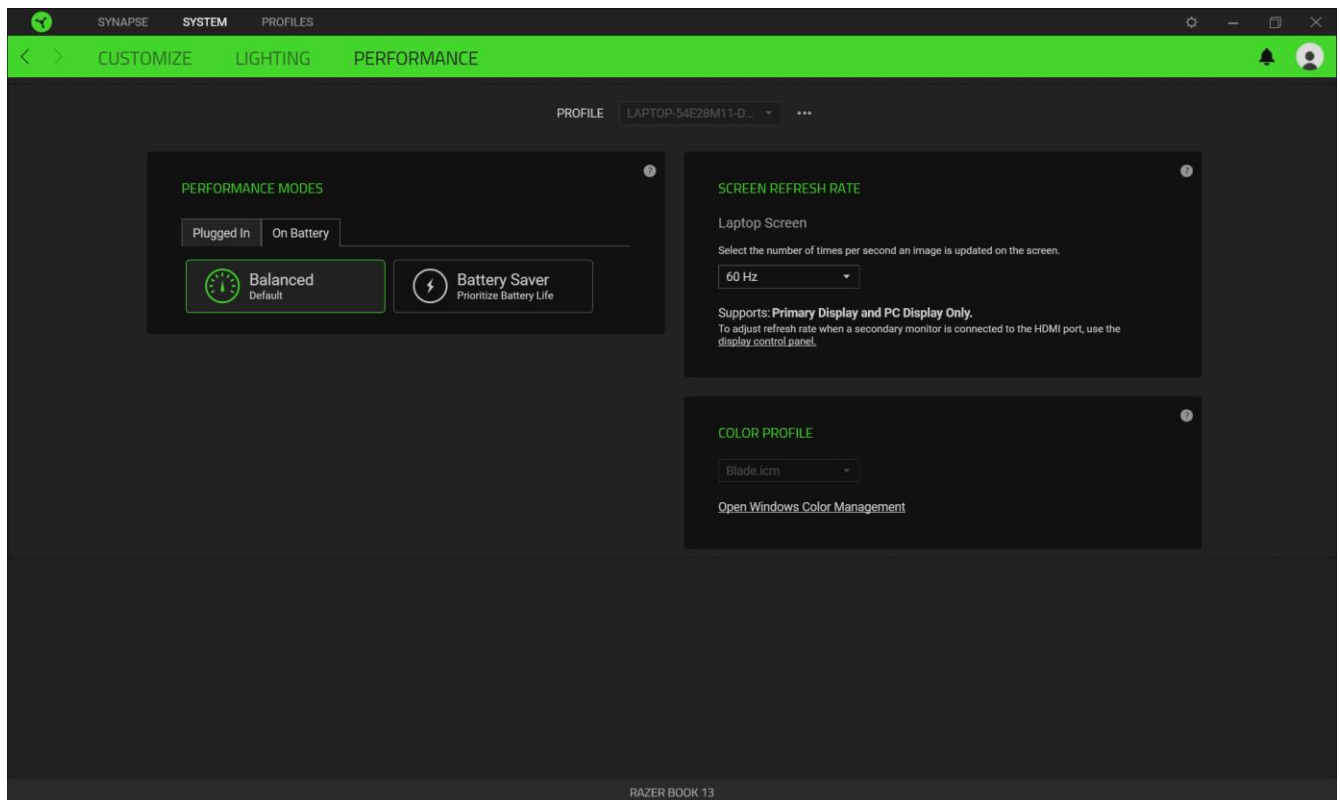 SYNAPSE SYSTEM PROFILES
CUSTOMIZE LIGHTING PERFORMANCE
PROFILE LAPTOP-54E28M11-D... •••
PERFORMANCE MODES
Plugged In On Battery
Balanced
Default
Battery Saver
Prioritize Battery Life
SCREEN REFRESH RATE
Laptop Screen
Select the number of times per second an image is updated on the screen.
60 Hz
Supports: Primary Display and PC Display Only.
To adjust refresh rate when a secondary monitor is connected to the HDMI port, use the
display control panel.
COLOR PROFILE
Blade.icm
Open Windows Color Management
RAZER BOOK 13